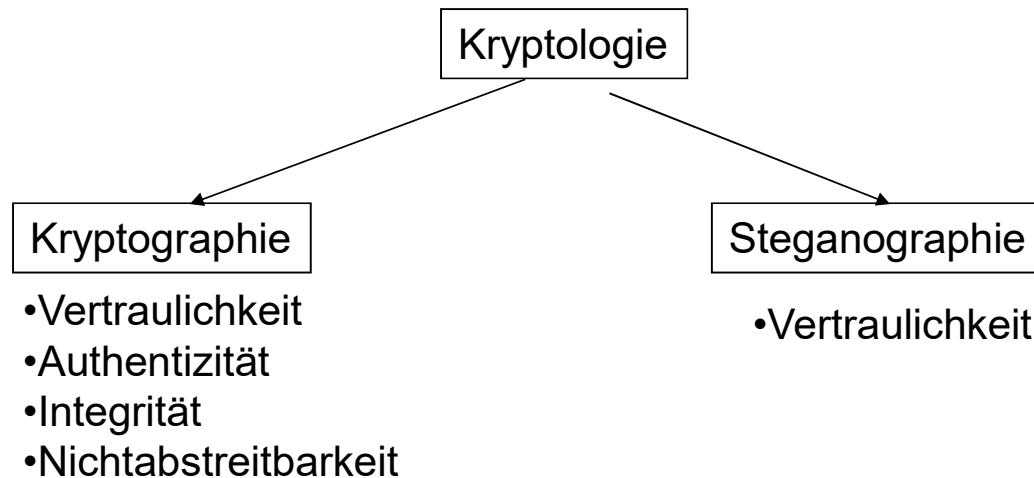 Kryptologie
Kryptographie
•Vertraulichkeit
•Authentizität
•Integrität
•Nichtabstreitbarkeit
Steganographie
•Vertraulichkeit